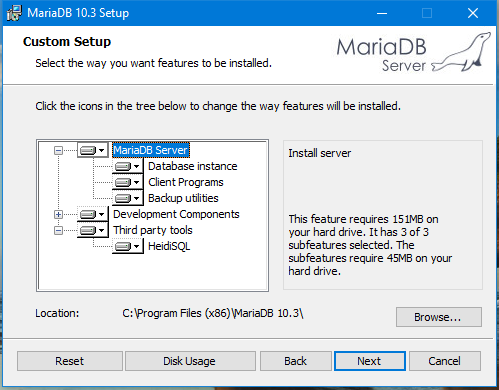 MariaDB 10.3 Setup
Custom Setup
Select the way you want features to be installed.
MariaDB
Server
Click the icons in the tree below to change the way features will be installed.
MariaDB Server
Database instance
Client Programs
Backup utilities
Development Components
Third party tools
HeidiSQL
Install server
This feature requires 151MB on
your hard drive. It has 3 of 3
subfeatures selected. The
subfeatures require 45MB on your
hard drive.
Location: C:\Program Files (x86)\MariaDB 10.3\
Browse...
Reset Disk Usage Back Next Cancel